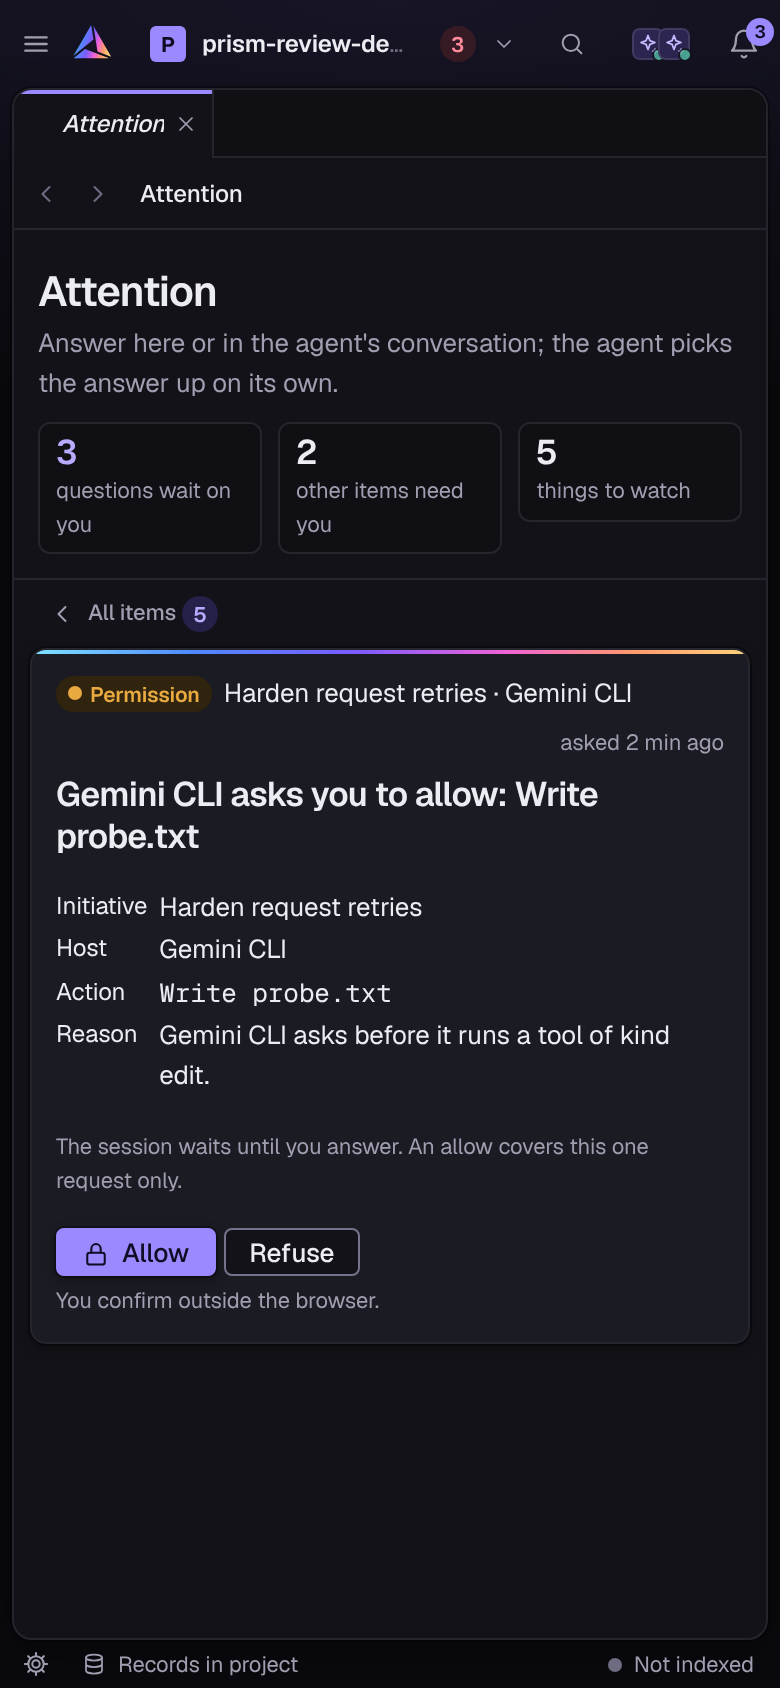 P prism-review-de... 3 3
Attention
Attention
Attention
Answer here or in the agent's conversation; the agent picks
the answer up on its own.
3
questions wait on
you
2
other items need
you
5
things to watch
All items 5
Permission Harden request retries · Gemini CLI
asked 2 min ago
Gemini CLI asks you to allow: Write
probe.txt
Initiative Harden request retries
Host Gemini CLI
Action Write probe.txt
Reason Gemini CLI asks before it runs a tool of kind
edit.
The session waits until you answer. An allow covers this one
request only.
Allow Refuse
You confirm outside the browser.
Records in project Not indexed